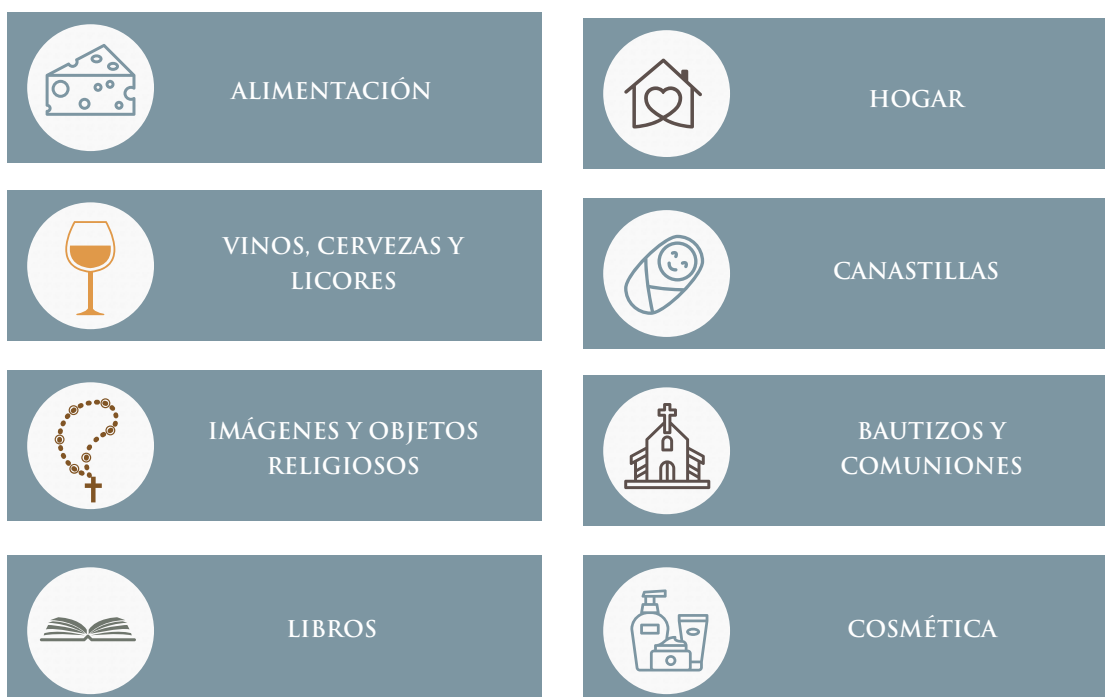 ALIMENTACIÓN
HOGAR
VINOS, CERVEZAS Y
LICORES
CANASTILLAS
IMÁGENES Y OBJETOS
RELIGIOSOS
BAUTIZOS Y
COMUNIONES
LIBROS
COSMÉTICA